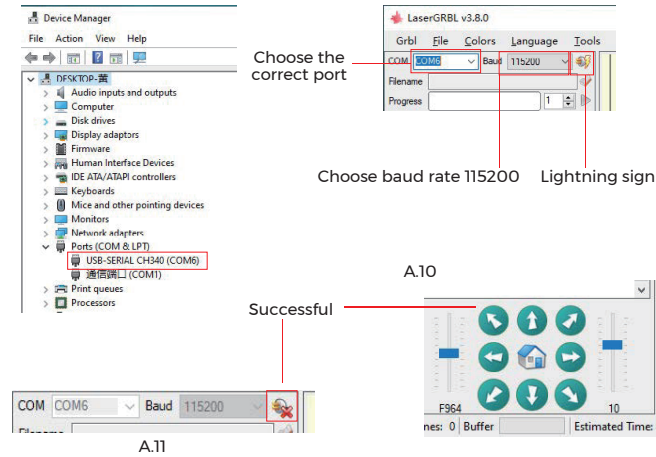 Device Manager
File Action View Help
DESKTOP-黄
Audio inputs and outputs
Computer
Disk drives
Display adaptors
Firmware
Human Interface Devices
IDE ATA/ATAPI controllers
Keyboards
Mice and other pointing devices
Monitors
Network adapters
Ports (COM & LPT)
USB-SERIAL CH340 (COM6)
通信端口 (COM1)
Print queues
Processors
Choose the
correct port
LaserGRBL v3.8.0
Grbl File Colors Language Tools
COM COM6 Baud 115200
Filename
Progress 1
Choose baud rate 115200 Lightning sign
A.10
Successful
F964 10
nes: 0 Buffer Estimated Time:
COM COM6 Baud 115200
Filename
A.11